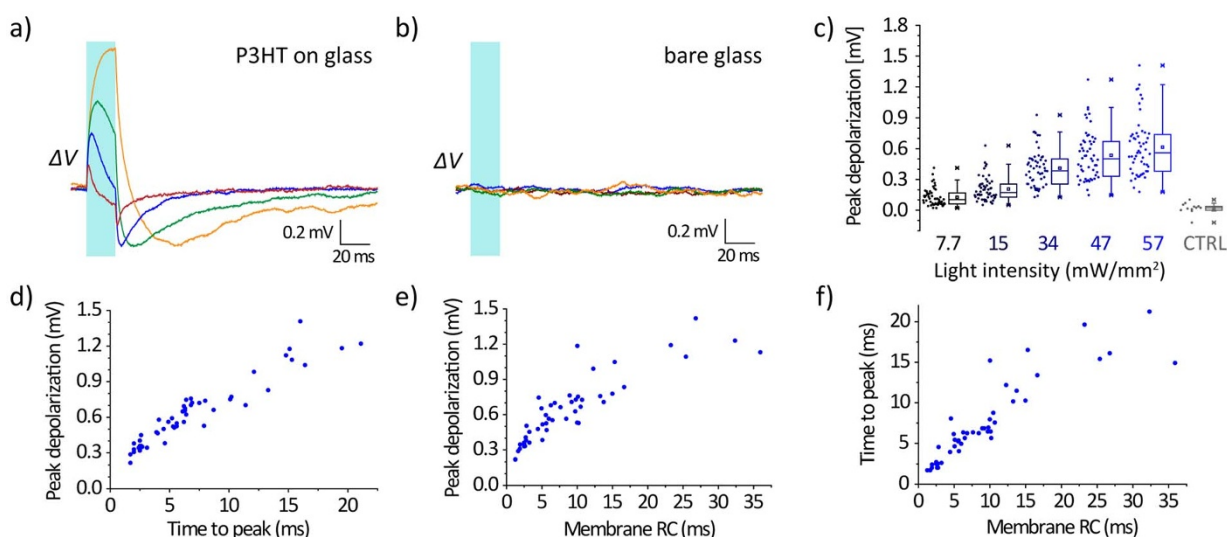 a)
P3HT on glass
ΔV
0.2 mV
20 ms
b)
bare glass
ΔV
0.2 mV
20 ms
c)
Peak depolarization [mV]
1.8
1.5
1.2
0.9
0.6
0.3
0.0
7.7 15 34 47 57 CTRL
Light intensity (mW/mm²)
d)
Peak depolarization (mV)
1.5
1.2
0.9
0.6
0.3
0.0
0 5 10 15 20
Time to peak (ms)
e)
Peak depolarization (mV)
1.5
1.2
0.9
0.6
0.3
0.0
0 5 10 15 20 25 30 35
Membrane RC (ms)
f)
Time to peak (ms)
20
15
10
5
0
0 5 10 15 20 25 30 35
Membrane RC (ms)